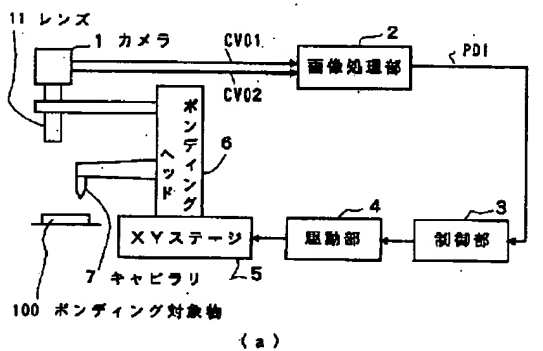 11 レンズ
1 カメラ
CV01
CV02
2
画像処理部
PDI
ボンディング
ヘッド
6
4
3
XYステージ
駆動部
制御部
5
7 キャピラリ
100 ボンディング対象物
(a)